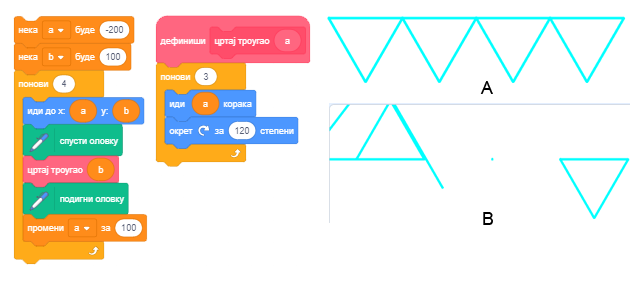 нека a буде -200
нека b буде 100
понови 4
иди до x: a y: b
спусти оловку
цртај троугао b
подигни оловку
промени a за 100
дефиниши цртај троугао a
понови 3
иди a корака
окрет за 120 степени
A
B